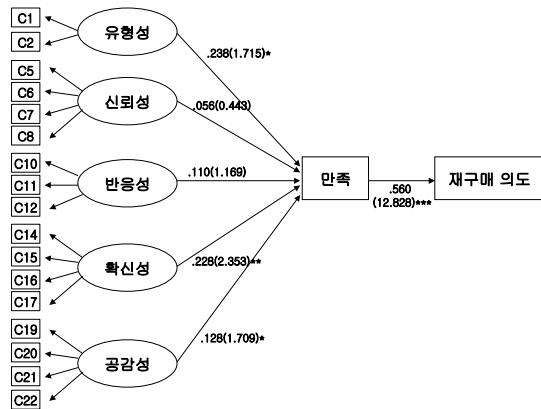 C1
C2
유형성
.238(1.715)*
C5
C6
C7
C8
신뢰성
.056(0.443)
C10
C11
C12
반응성
.110(1.169)
만족
.560
(12.828)***
재구매 의도
C14
C15
C16
C17
확신성
.228(2.353)**
C19
C20
C21
C22
공감성
.128(1.709)*